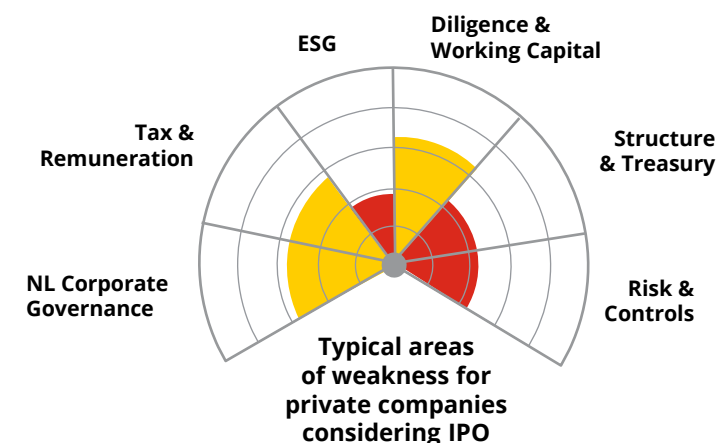 Diligence &
Working Capital
ESG
Tax &
Remuneration
Structure
& Treasury
NL Corporate
Governance
Risk &
Controls
Typical areas
of weakness for
private companies
considering IPO